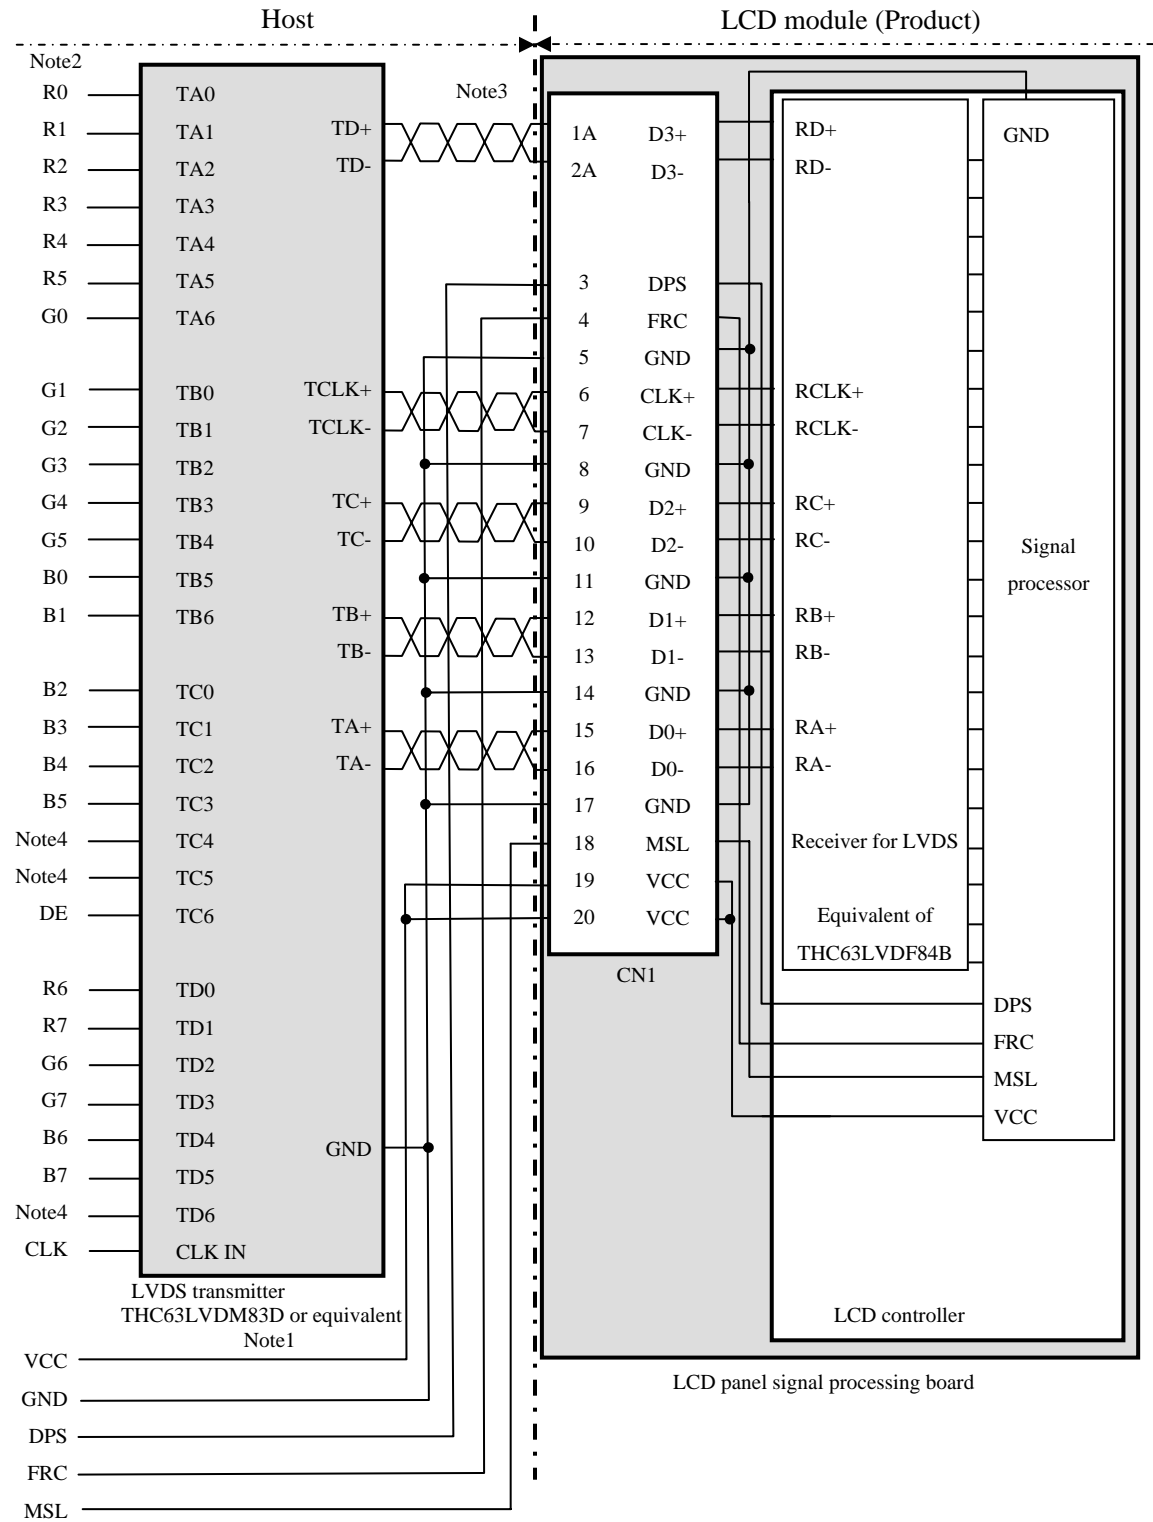 Host
LCD module (Product)
Note2
Note3
R0 TA0
R1 TA1 TD+ 1A D3+ RD+ GND
R2 TA2 TD- 2A D3- RD-
R3 TA3
R4 TA4
R5 TA5 3 DPS
G0 TA6 4 FRC
5 GND
G1 TB0 TCLK+ 6 CLK+ RCLK+
G2 TB1 TCLK- 7 CLK- RCLK-
G3 TB2 8 GND
G4 TB3 TC+ 9 D2+ RC+
G5 TB4 TC- 10 D2- RC- Signal
B0 TB5 11 GND processor
B1 TB6 TB+ 12 D1+ RB+
TB- 13 D1- RB-
B2 TC0 14 GND
B3 TC1 TA+ 15 D0+ RA+
B4 TC2 TA- 16 D0- RA-
B5 TC3 17 GND
Note4 TC4 18 MSL Receiver for LVDS
Note4 TC5 19 VCC
DE TC6 20 VCC Equivalent of
THC63LVDF84B
CN1
R6 TD0 DPS
R7 TD1 FRC
G6 TD2 MSL
G7 TD3 VCC
B6 TD4 GND
B7 TD5
Note4 TD6
CLK CLK IN
LVDS transmitter
THC63LVDM83D or equivalent
Note1
LCD controller
VCC
LCD panel signal processing board
GND
DPS
FRC
MSL